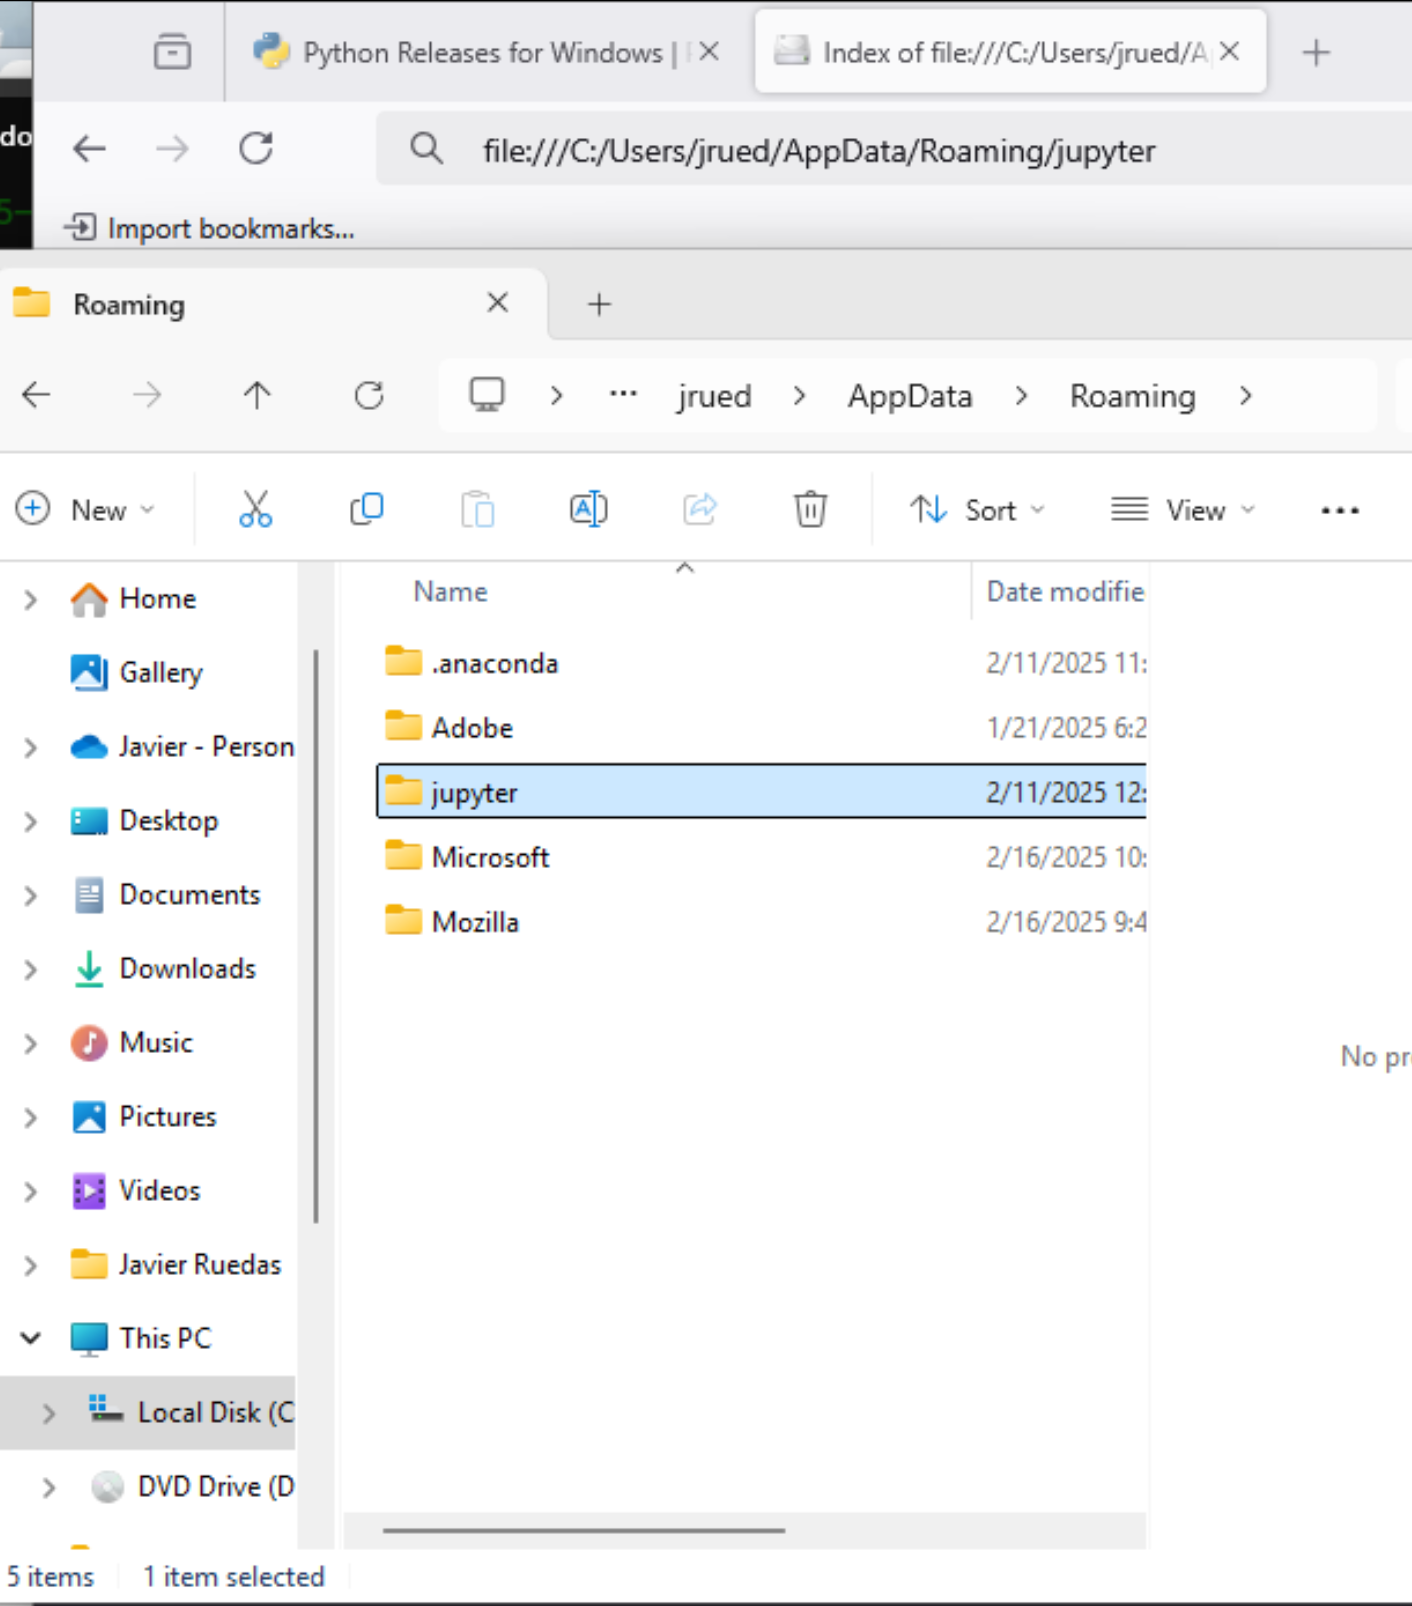 Python Releases for Windows |
Index of file:///C:/Users/jrued/A
do
file:///C:/Users/jrued/AppData/Roaming/jupyter
5-
Import bookmarks...
Roaming
... jrued > AppData > Roaming >
New Sort View ...
Name Date modifie
Home
Gallery
Javier - Person
Desktop
Documents
Downloads
Music
Pictures
Videos
Javier Ruedas
This PC
Local Disk (C
DVD Drive (D
.anaconda 2/11/2025 11:
Adobe 1/21/2025 6:2
jupyter 2/11/2025 12:
Microsoft 2/16/2025 10:
Mozilla 2/16/2025 9:4
No pr
5 items 1 item selected